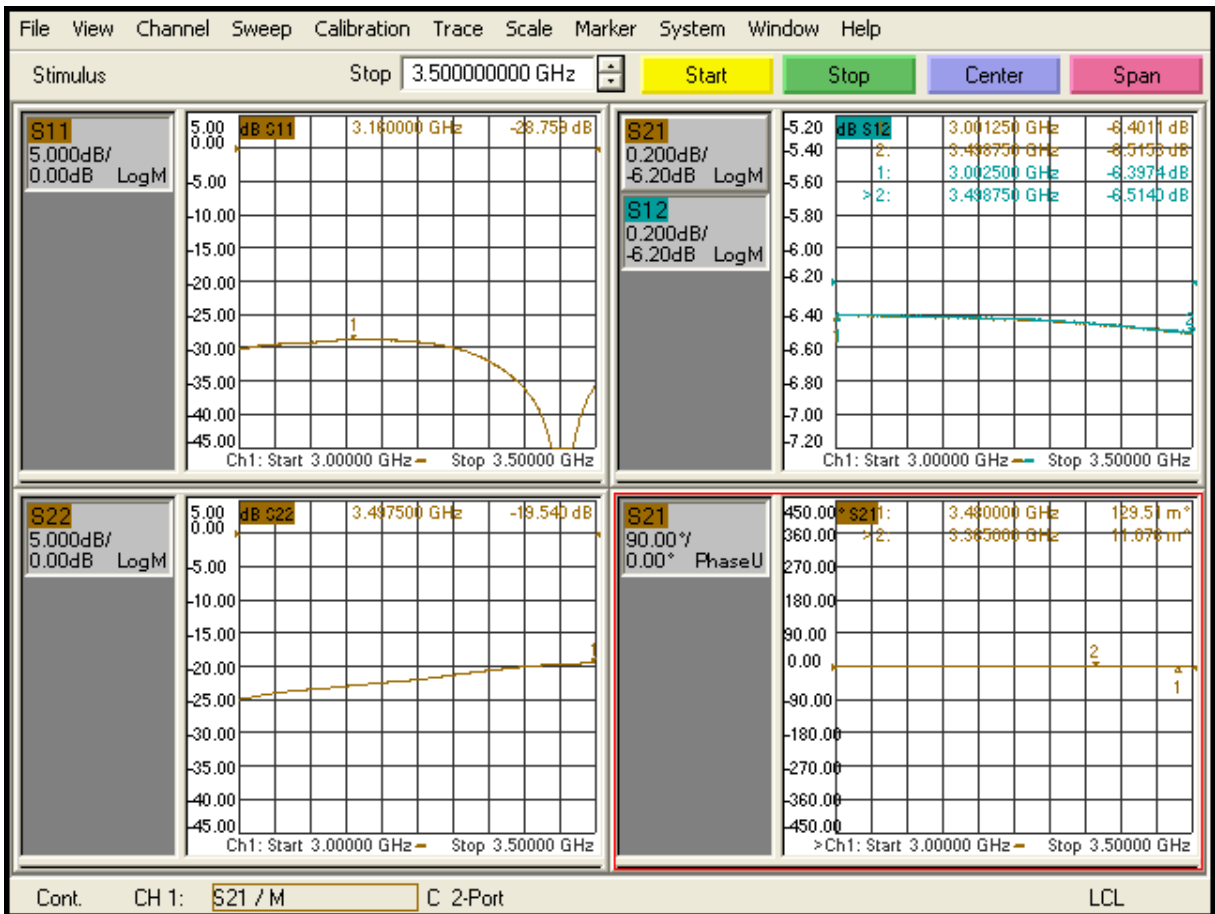 File View Channel Sweep Calibration Trace Scale Marker System Window Help
Stimulus Stop 3.500000000 GHz Start Stop Center Span
S11
5.000dB/
0.00dB LogM
5.00 dB S11 3.160000 GHz -28.759 dB
0.00
-5.00
-10.00
-15.00
-20.00
-25.00
1
-30.00
-35.00
-40.00
-45.00
Ch1: Start 3.00000 GHz Stop 3.50000 GHz
S21
0.200dB/
-6.20dB LogM
S12
0.200dB/
-6.20dB LogM
-5.20 dB S12 3.001250 GHz -6.4011 dB
-5.40 2: 3.498750 GHz -6.5153 dB
1: 3.002500 GHz -6.3974 dB
-5.60
>2: 3.498750 GHz -6.5140 dB
-5.80
-6.00
-6.20
-6.40
-6.60
-6.80
-7.00
-7.20
Ch1: Start 3.00000 GHz Stop 3.50000 GHz
S22
5.000dB/
0.00dB LogM
5.00 dB S22 3.497500 GHz -19.540 dB
0.00
-5.00
-10.00
-15.00
1
-20.00
-25.00
-30.00
-35.00
-40.00
-45.00
Ch1: Start 3.00000 GHz Stop 3.50000 GHz
S21
90.00°/
0.00° PhaseU
450.00 ° S21 1: 3.480000 GHz 129.51 m°
360.00 >2: 3.365000 GHz 11.078 m°
270.00
180.00
90.00
2
0.00
1
-90.00
-180.00
-270.00
-360.00
-450.00
>Ch1: Start 3.00000 GHz Stop 3.50000 GHz
Cont. CH 1: S21 / M C 2-Port LCL